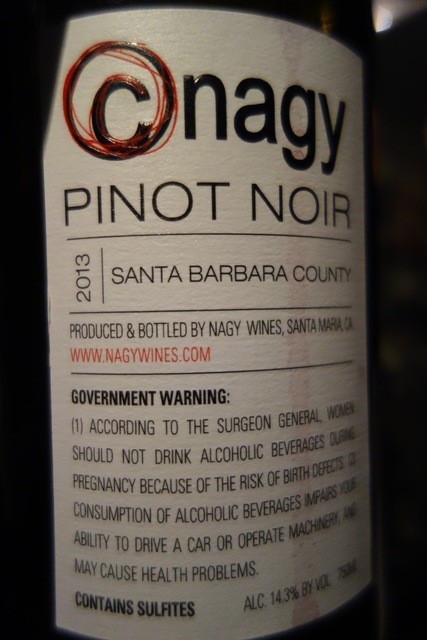 c nagy
PINOT NOIR
2013 SANTA BARBARA COUNTY
PRODUCED & BOTTLED BY NAGY WINES, SANTA MARIA, CA
WWW.NAGYWINES.COM
GOVERNMENT WARNING:
(1) ACCORDING TO THE SURGEON GENERAL, WOMEN
SHOULD NOT DRINK ALCOHOLIC BEVERAGES DURING
PREGNANCY BECAUSE OF THE RISK OF BIRTH DEFECTS. (2)
CONSUMPTION OF ALCOHOLIC BEVERAGES IMPAIRS YOUR
ABILITY TO DRIVE A CAR OR OPERATE MACHINERY, AND
MAY CAUSE HEALTH PROBLEMS.
CONTAINS SULFITES ALC. 14.3% BY VOL 750ML